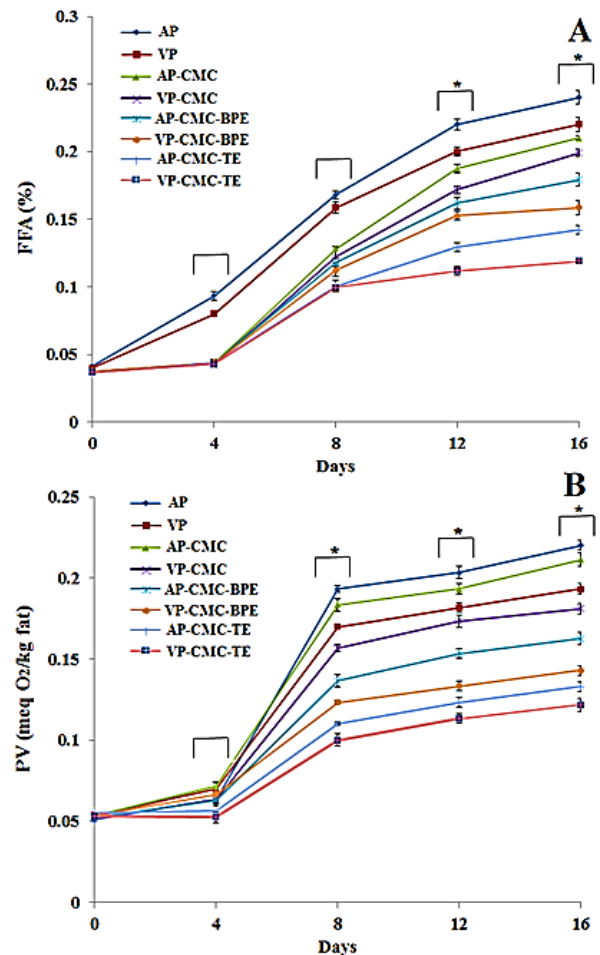 A
AP
VP
AP-CMC
VP-CMC
AP-CMC-BPE
VP-CMC-BPE
AP-CMC-TE
VP-CMC-TE
FFA (%)
0.3
0.25
0.2
0.15
0.1
0.05
0
* *
0 4 8 12 16
Days
B
AP
VP
AP-CMC
VP-CMC
AP-CMC-BPE
VP-CMC-BPE
AP-CMC-TE
VP-CMC-TE
PV (meq O₂/kg fat)
0.25
0.2
0.15
0.1
0.05
0
* * *
0 4 8 12 16
Days